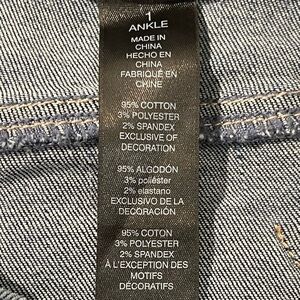 1
ANKLE
MADE IN
CHINA
HECHO EN
CHINA
FABRIQUÉ EN
CHINE
95% COTTON
3% POLYESTER
2% SPANDEX
EXCLUSIVE OF
DECORATION
95% ALGODÓN
3% poliéster
2% elastano
EXCLUSIVO DE LA
DECORACIÓN
95% COTON
3% POLYESTER
2% SPANDEX
À L'EXCEPTION DES
MOTIFS
DÉCORATIFS